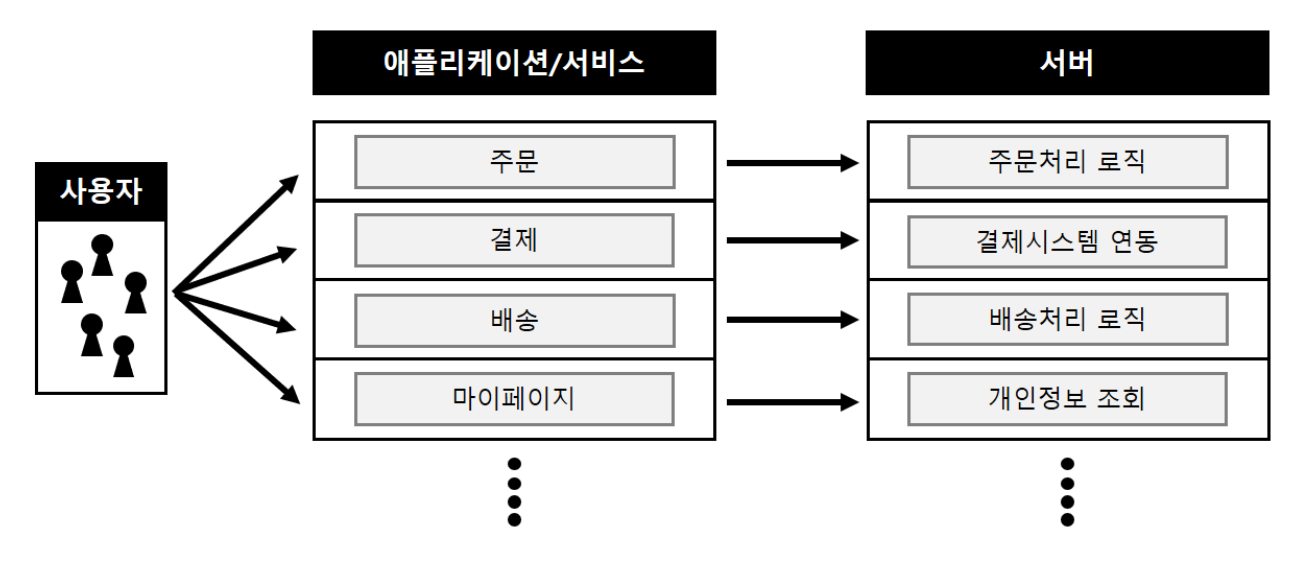 애플리케이션/서비스
서버
사용자
주문
주문처리 로직
결제
결제시스템 연동
배송
배송처리 로직
마이페이지
개인정보 조회